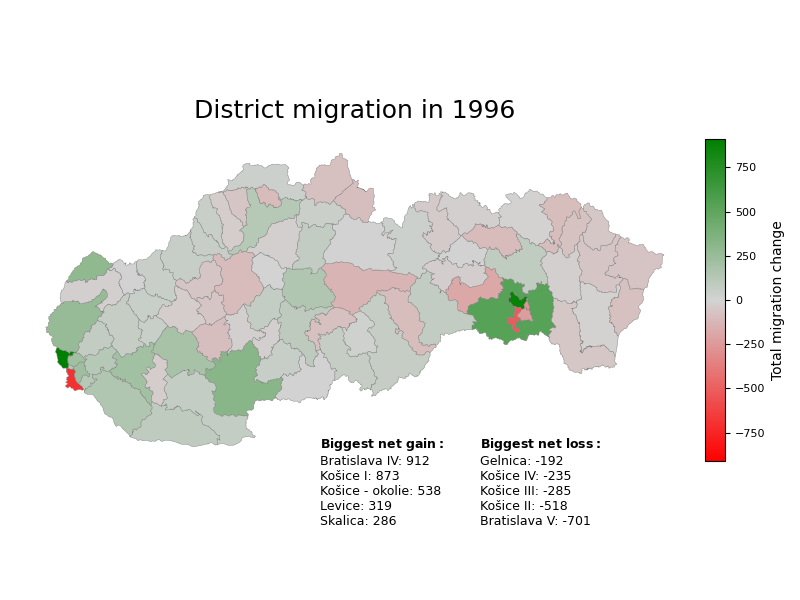 District migration in 1996
750
500
250
0
−250
−500
−750
Total migration change
Biggest net gain:
Bratislava IV: 912
Košice I: 873
Košice - okolie: 538
Levice: 319
Skalica: 286
Biggest net loss:
Gelnica: -192
Košice IV: -235
Košice III: -285
Košice II: -518
Bratislava V: -701